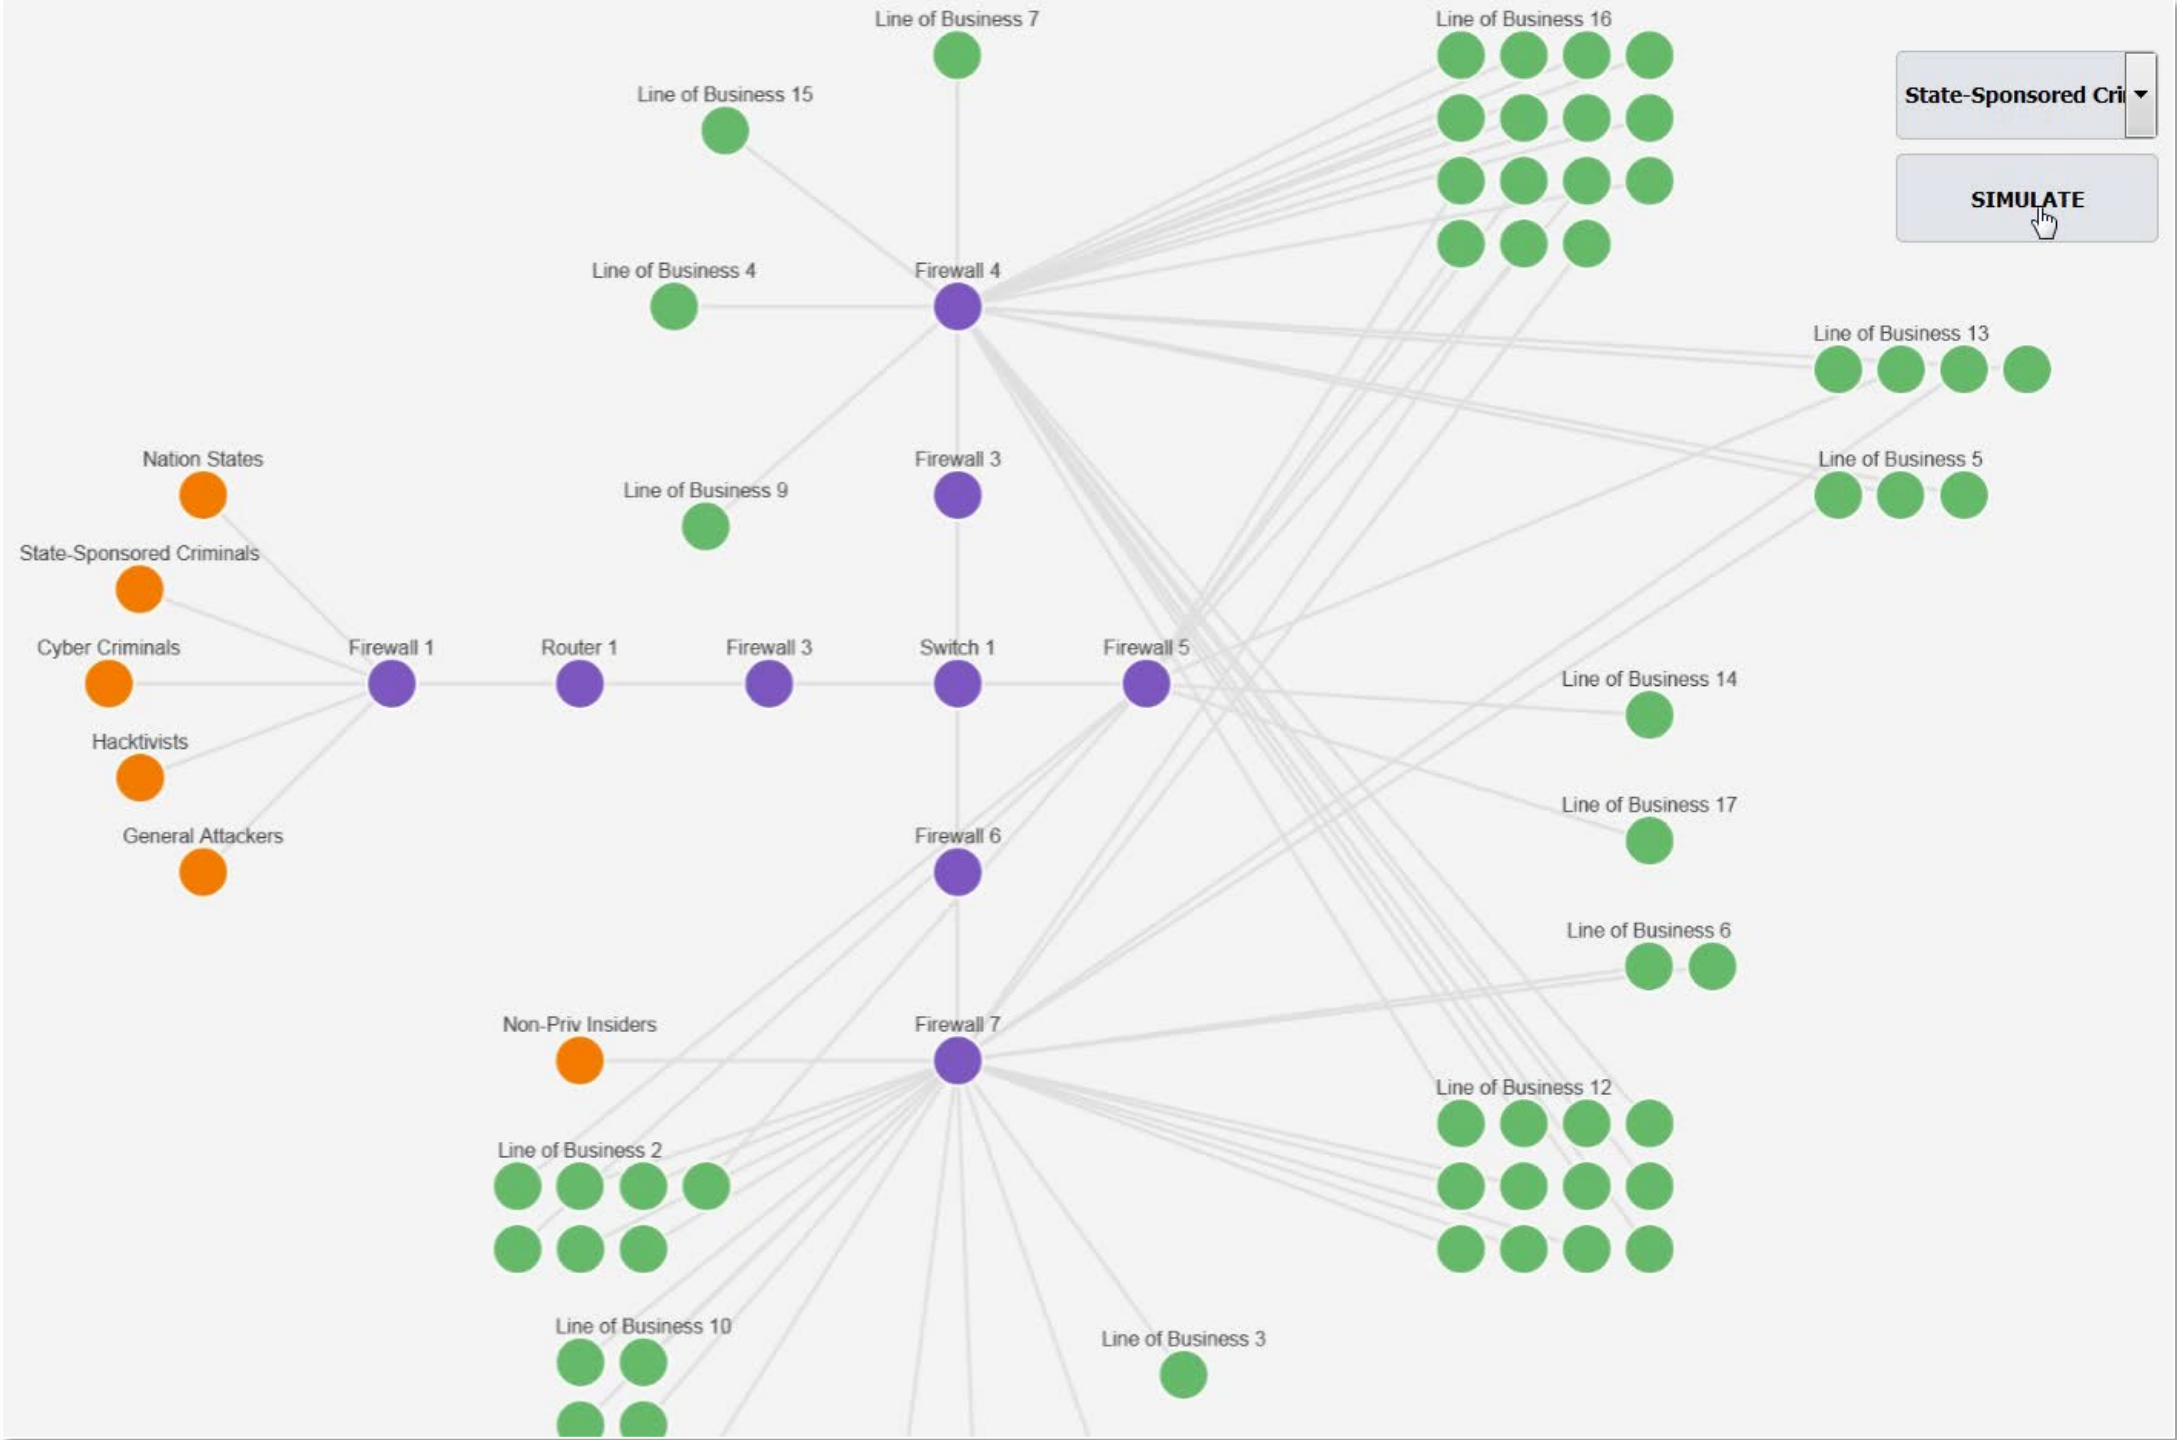 Line of Business 7
Line of Business 16
Line of Business 15
State-Sponsored Cri
SIMULATE
Line of Business 4
Firewall 4
Line of Business 13
Nation States
Line of Business 9
Firewall 3
Line of Business 5
State-Sponsored Criminals
Cyber Criminals
Firewall 1
Router 1
Firewall 3
Switch 1
Firewall 5
Line of Business 14
Hacktivists
Line of Business 17
General Attackers
Firewall 6
Line of Business 6
Non-Priv Insiders
Firewall 7
Line of Business 12
Line of Business 2
Line of Business 10
Line of Business 3